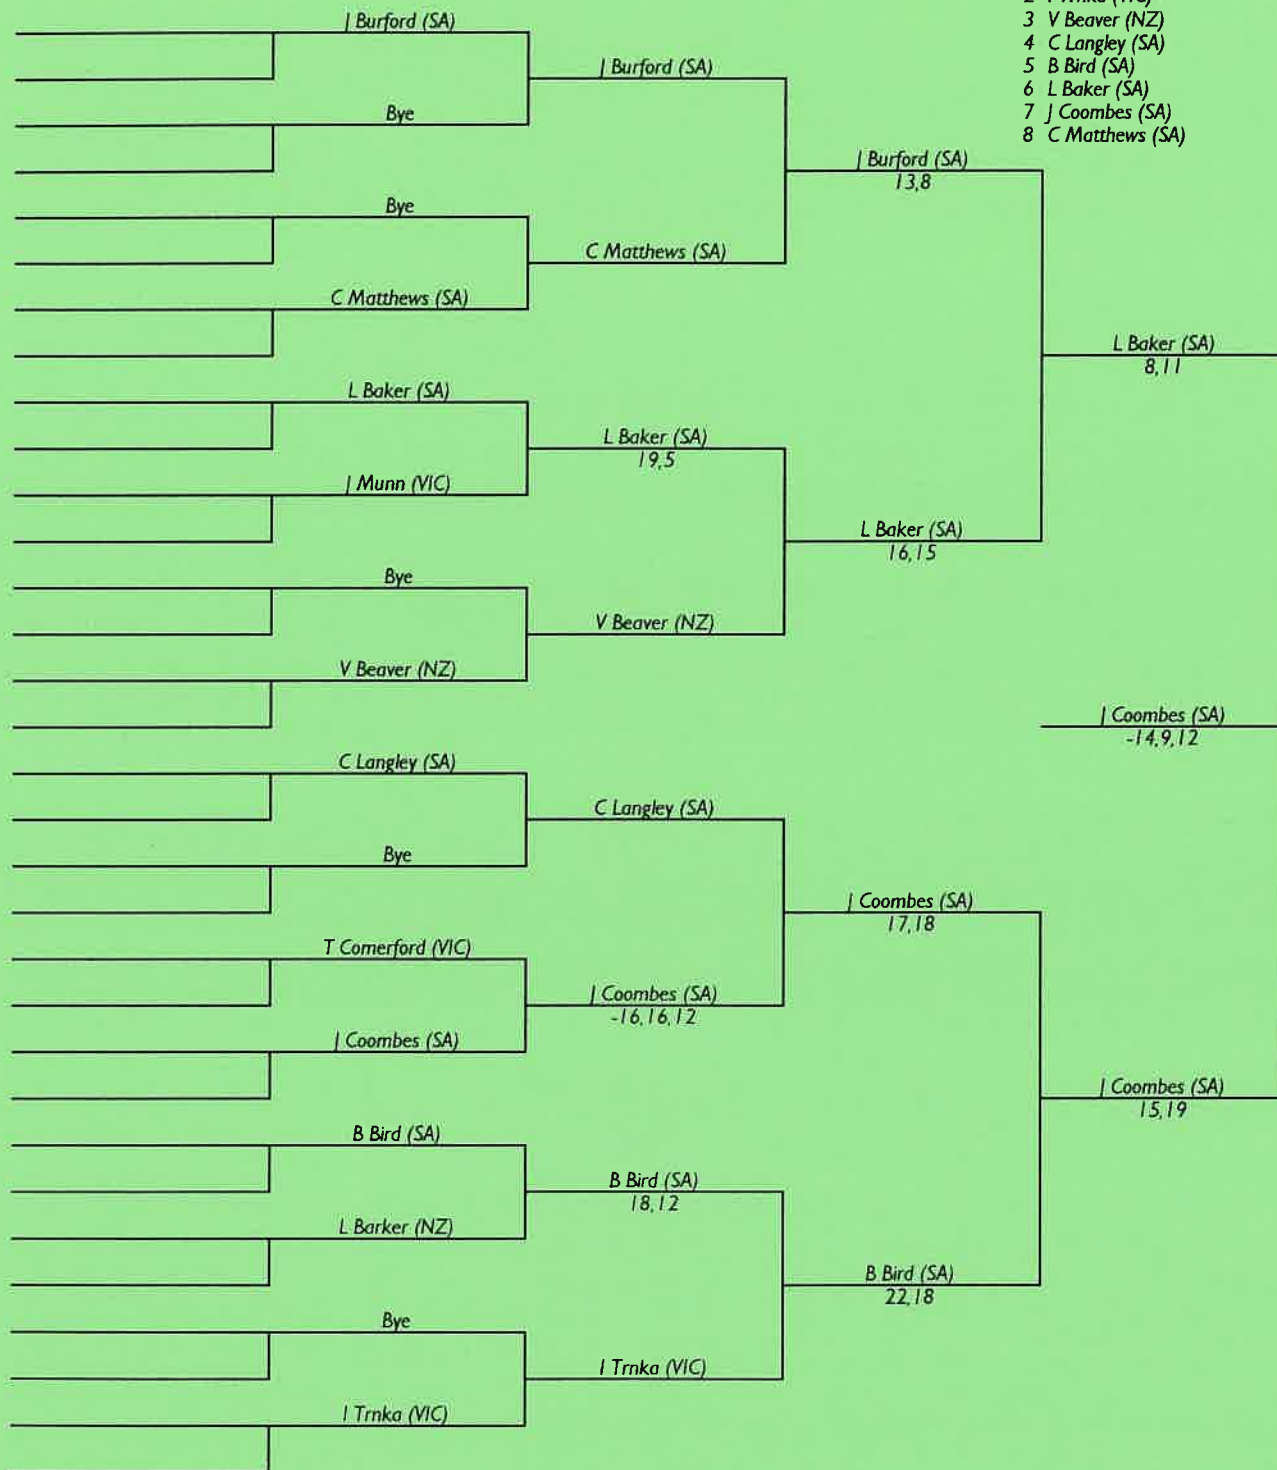 3 V Beaver (NZ)
4 C Langley (SA)
5 B Bird (SA)
6 L Baker (SA)
7 J Coombes (SA)
8 C Matthews (SA)
J Burford (SA)
Bye
Bye
C Matthews (SA)
L Baker (SA)
J Munn (VIC)
Bye
V Beaver (NZ)
C Langley (SA)
Bye
T Comerford (VIC)
J Coombes (SA)
B Bird (SA)
L Barker (NZ)
Bye
I Trnka (VIC)
J Burford (SA)
C Matthews (SA)
L Baker (SA)
19,5
V Beaver (NZ)
C Langley (SA)
J Coombes (SA)
-16,16,12
B Bird (SA)
18,12
I Trnka (VIC)
J Burford (SA)
13,8
L Baker (SA)
16,15
J Coombes (SA)
17,18
B Bird (SA)
22,18
L Baker (SA)
8,11
J Coombes (SA)
-14,9,12
J Coombes (SA)
15,19